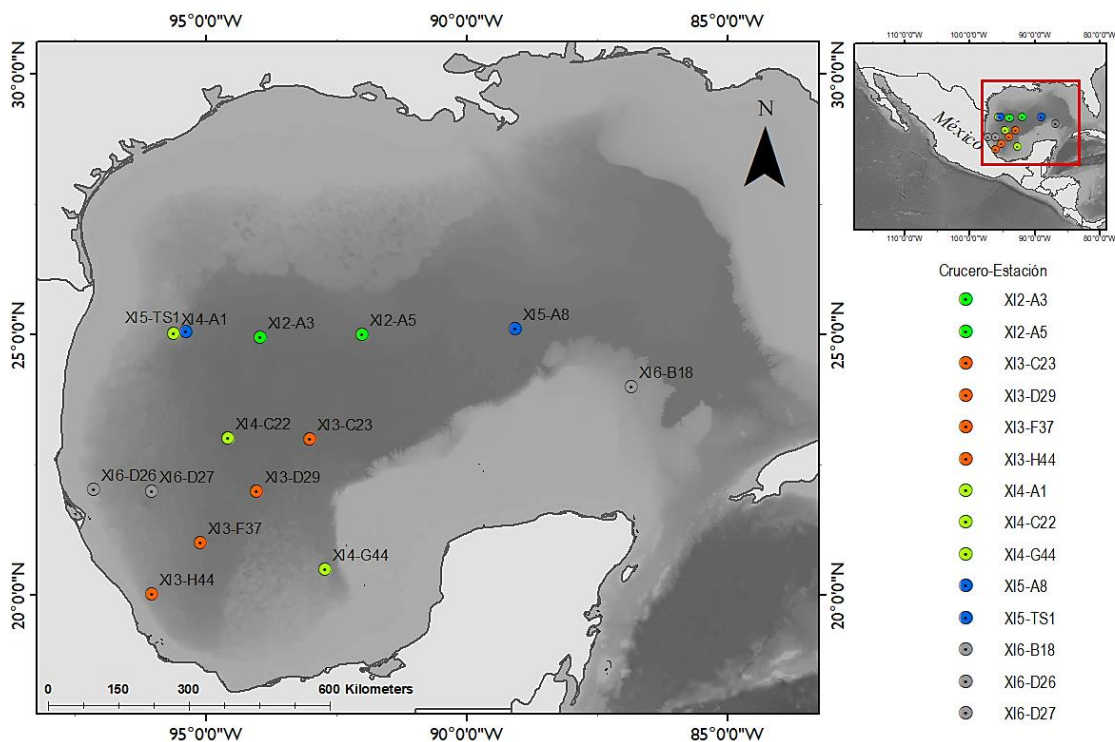 95°0'0"W 90°0'0"W 85°0'0"W
30°0'0"N
25°0'0"N
20°0'0"N
N
XI5-TS1 XI4-A1
XI2-A3
XI2-A5
XI5-A8
XI6-B18
XI4-C22
XI3-C23
XI6-D26
XI6-D27
XI3-D29
XI3-F37
XI4-G44
XI3-H44
0 150 300 600 Kilometers
30°0'0"N
25°0'0"N
20°0'0"N
95°0'0"W 90°0'0"W 85°0'0"W
110°0'0"W 100°0'0"W 90°0'0"W 80°0'0"W
México
110°0'0"W 100°0'0"W 90°0'0"W 80°0'0"W
Crucero-Estación
XI2-A3
XI2-A5
XI3-C23
XI3-D29
XI3-F37
XI3-H44
XI4-A1
XI4-C22
XI4-G44
XI5-A8
XI5-TS1
XI6-B18
XI6-D26
XI6-D27